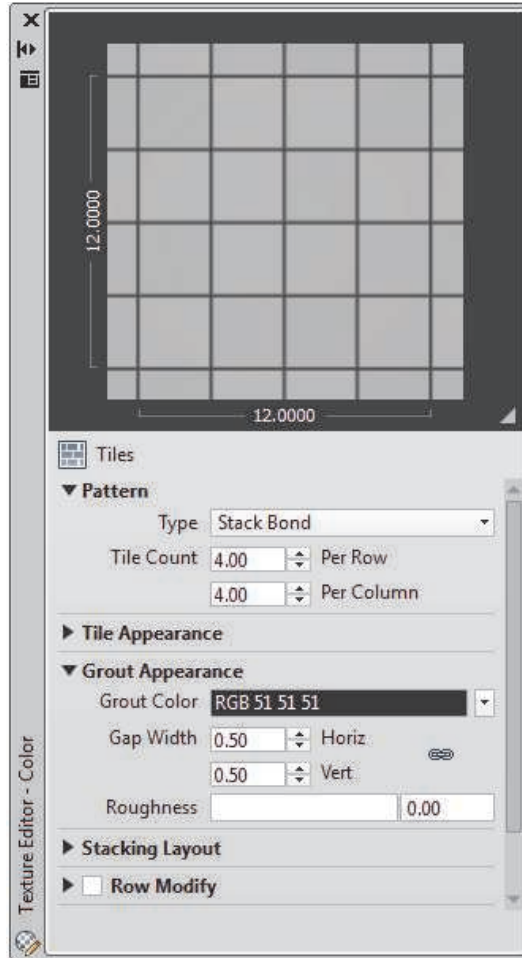 12.0000
12.0000
Tiles
Pattern
Type Stack Bond
Tile Count 4.00 Per Row
4.00 Per Column
Tile Appearance
Grout Appearance
Grout Color RGB 51 51 51
Gap Width 0.50 Horiz
0.50 Vert
Roughness 0.00
Stacking Layout
Row Modify
Texture Editor - Color